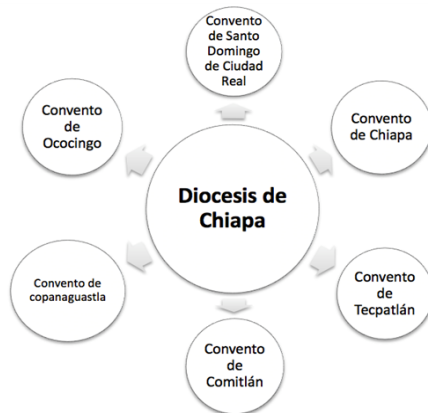 Convento
de Santo
Domingo
de Ciudad
Real
Convento
de Chiapa
Convento
de
Tecpatlán
Convento
de
Comitlán
Convento de
copanaguastla
Convento
de
Ococingo
Diocesis de
Chiapa